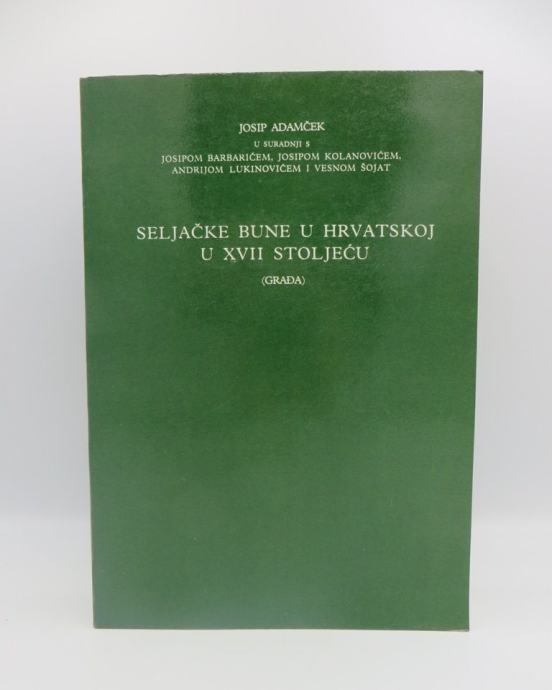 JOSIP ADAMČEK
U SURADNJI S
JOSIPOM BARBARIĆEM, JOSIPOM KOLANOVIĆEM,
ANDRIJOM LUKINOVIĆEM I VESNOM ŠOJAT
SELJAČKE BUNE U HRVATSKOJ
U XVII STOLJEĆU
(GRAĐA)